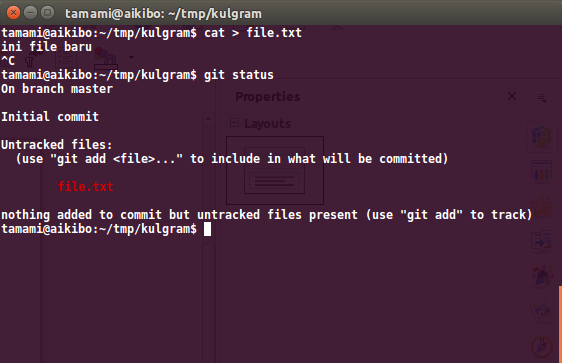 tamami@aikibo: ~/tmp/kulgram
tamami@aikibo:~/tmp/kulgram$ cat > file.txt
ini file baru
^C
tamami@aikibo:~/tmp/kulgram$ git status
On branch master
Properties
Initial commit
Layouts
Untracked files:
(use "git add <file>..." to include in what will be committed)
file.txt
nothing added to commit but untracked files present (use "git add" to track)
tamami@aikibo:~/tmp/kulgram$